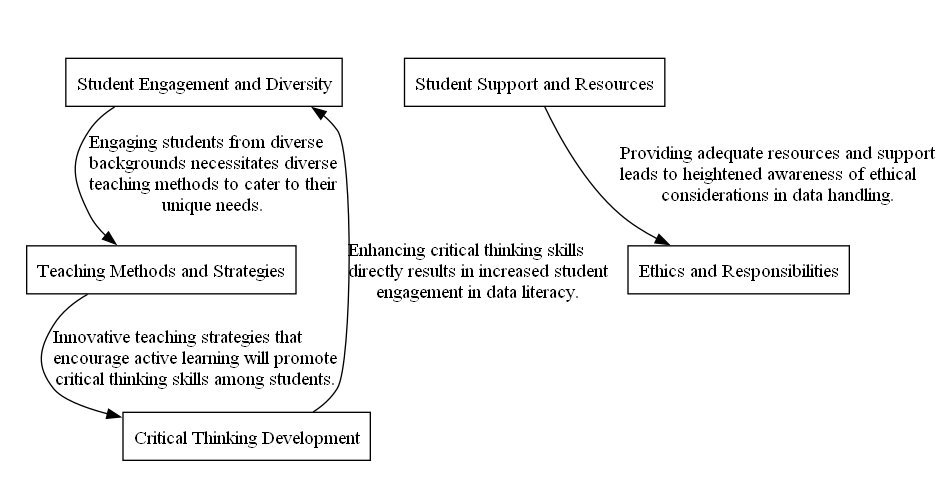 Student Engagement and Diversity
Student Support and Resources
Engaging students from diverse
backgrounds necessitates diverse
teaching methods to cater to their
unique needs.
Providing adequate resources and support
leads to heightened awareness of ethical
considerations in data handling.
Teaching Methods and Strategies
Enhancing critical thinking skills
directly results in increased student
engagement in data literacy.
Ethics and Responsibilities
Innovative teaching strategies that
encourage active learning will promote
critical thinking skills among students.
Critical Thinking Development